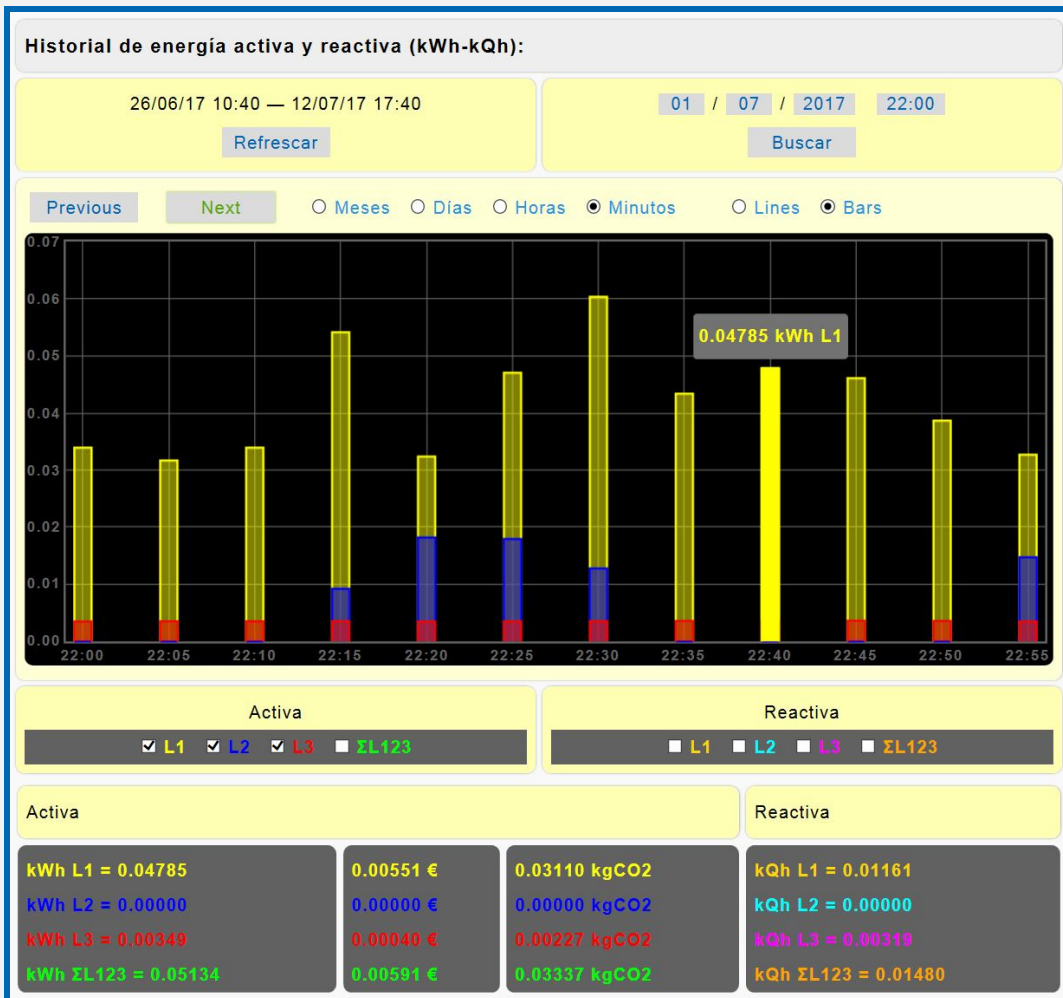 Historial de energía activa y reactiva (kWh-kQh):
26/06/17 10:40 — 12/07/17 17:40
Refrescar
01 / 07 / 2017 22:00
Buscar
Previous Next Meses Días Horas Minutos Lines Bars
0.07
0.06
0.04785 kWh L1
0.05
0.04
0.03
0.02
0.01
0.00
22:00 22:05 22:10 22:15 22:20 22:25 22:30 22:35 22:40 22:45 22:50 22:55
Activa
L1 L2 L3 ΣL123
Reactiva
L1 L2 L3 ΣL123
Activa
Reactiva
kWh L1 = 0.04785 0.00551 € 0.03110 kgCO2 kQh L1 = 0.01161
kWh L2 = 0.00000 0.00000 € 0.00000 kgCO2 kQh L2 = 0.00000
kWh L3 = 0.00349 0.00040 € 0.00227 kgCO2 kQh L3 = 0.00319
kWh ΣL123 = 0.05134 0.00591 € 0.03337 kgCO2 kQh ΣL123 = 0.01480